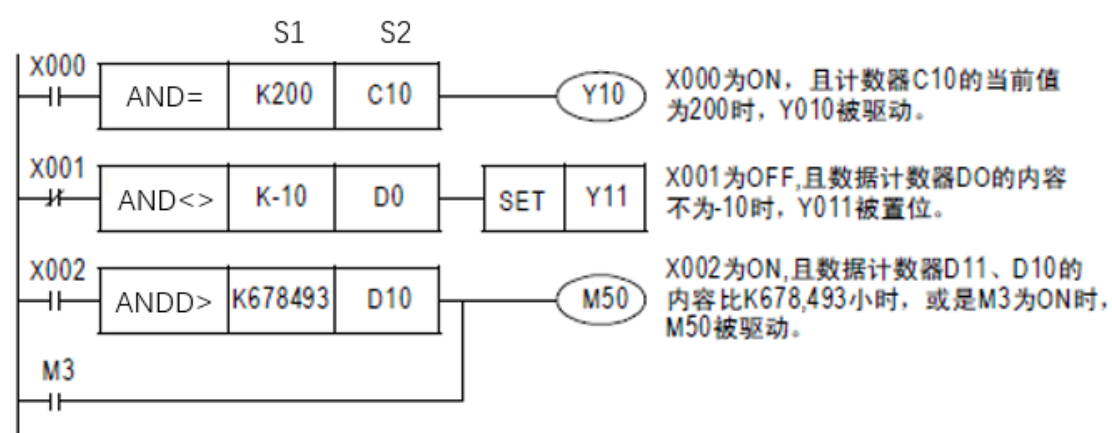 S1 S2
X000
AND= K200 C10 Y10
X000为ON，且计数器C10的当前值
为200时，Y010被驱动。
X001
AND<> K-10 D0 SET Y11
X001为OFF,且数据计数器DO的内容
不为-10时，Y011被置位。
X002
ANDD> K678493 D10 M50
X002为ON,且数据计数器D11、D10的
内容比K678,493小时，或是M3为ON时，
M50被驱动。
M3